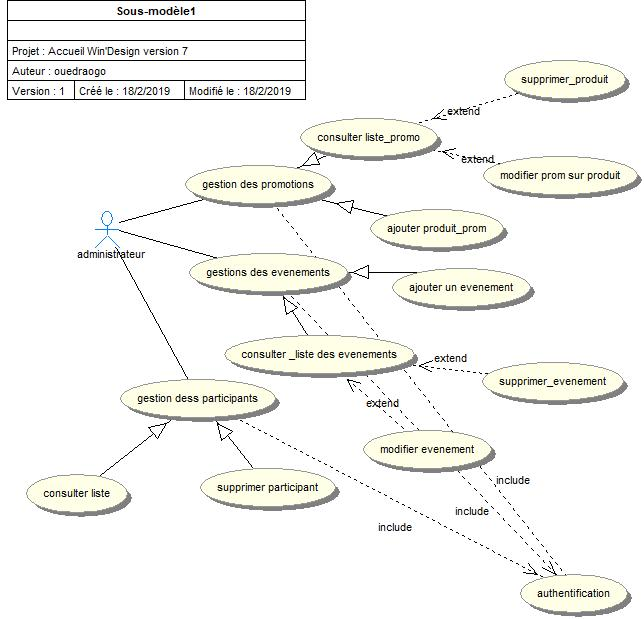 Sous-modèle1
Projet : Accueil Win'Design version 7
Auteur : ouedraogo
Version : 1 Créé le : 18/2/2019 Modifié le : 18/2/2019
supprimer_produit
extend
consulter liste_promo
extend
modifier prom sur produit
gestion des promotions
ajouter produit_prom
administrateur
gestions des evenements
ajouter un evenement
consulter _liste des evenements
extend
supprimer_evenement
gestion dess participants
extend
modifier evenement
consulter liste
supprimer participant
include
include
include
authentification